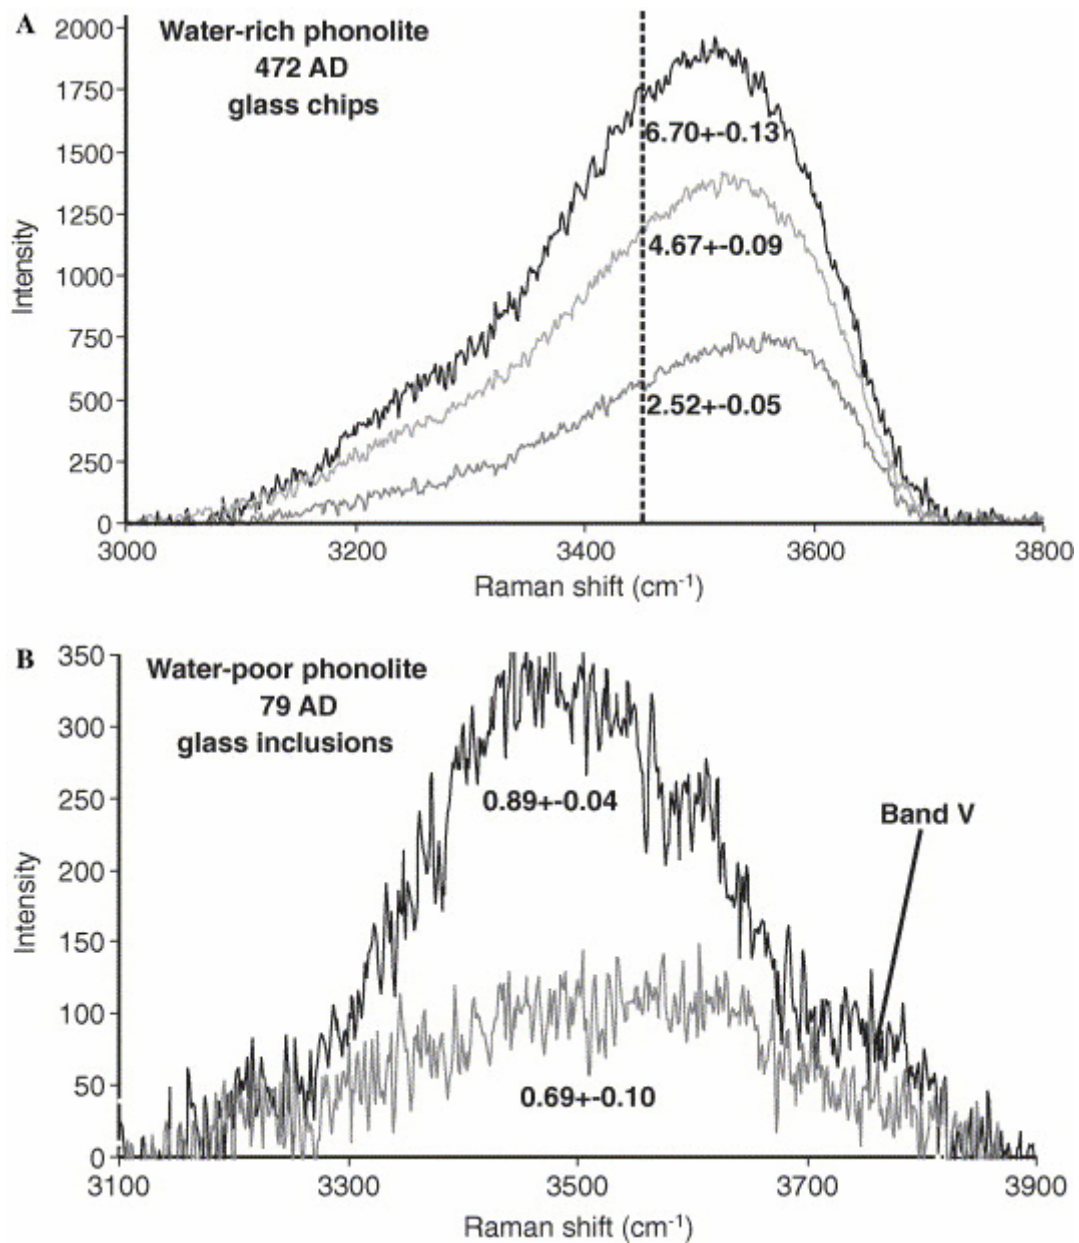 A
Water-rich phonolite
472 AD
glass chips
2000
1750
1500
1250
1000
750
500
250
0
Intensity
6.70+-0.13
4.67+-0.09
2.52+-0.05
3000 3200 3400 3600 3800
Raman shift (cm⁻¹)
B
Water-poor phonolite
79 AD
glass inclusions
350
300
250
200
150
100
50
0
Intensity
0.89+-0.04
Band V
0.69+-0.10
3100 3300 3500 3700 3900
Raman shift (cm⁻¹)